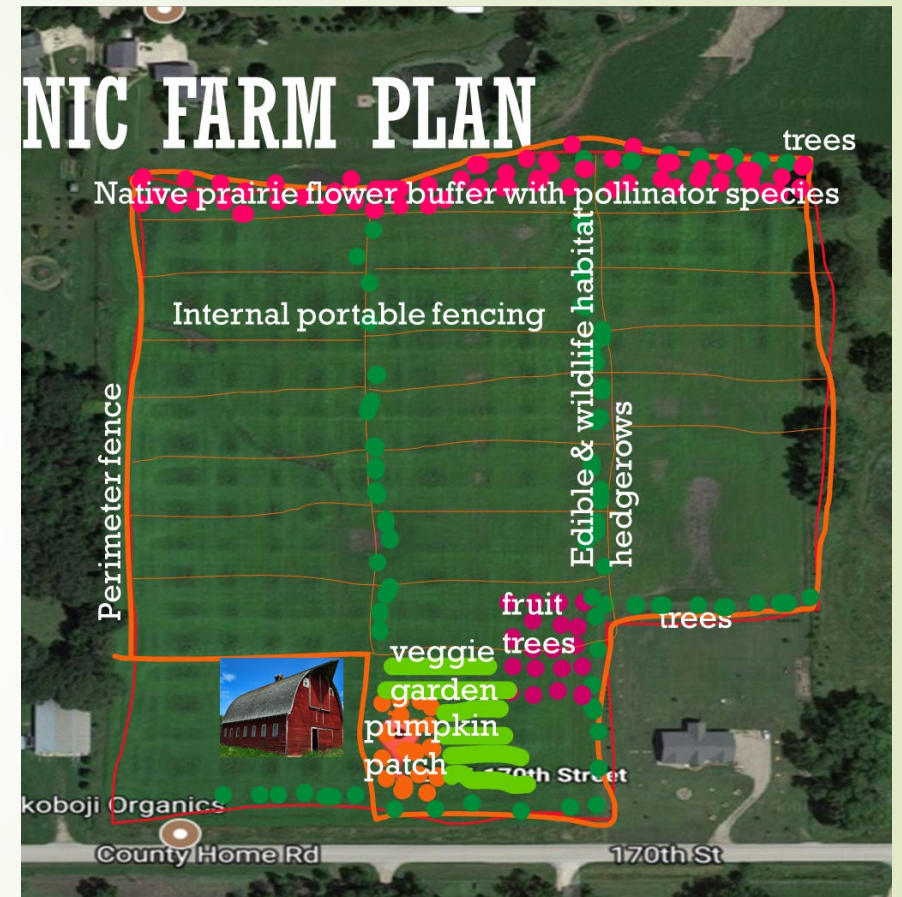 NIC FARM PLAN
trees
Native prairie flower buffer with pollinator species
Internal portable fencing
Edible & wildlife habitat
hedgerows
Perimeter fence
fruit
trees
trees
veggie
garden
pumpkin
patch
170th Street
koboji Organics
County Home Rd
170th St